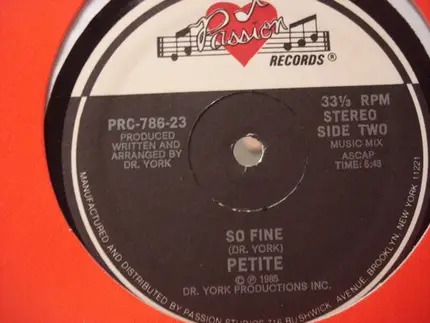 Passion
RECORDS®
PRC-786-23
PRODUCED
WRITTEN AND
ARRANGED BY
DR. YORK
33⅓ RPM
STEREO
SIDE TWO
MUSIC MIX
ASCAP
TIME: 6:48
SO FINE
(DR. YORK)
PETITE
© ℗ 1985
DR. YORK PRODUCTIONS INC.
MANUFACTURED AND DISTRIBUTED BY PASSION STUDIOS 716 BUSHWICK AVENUE, BROOKLYN, NEW YORK 11221